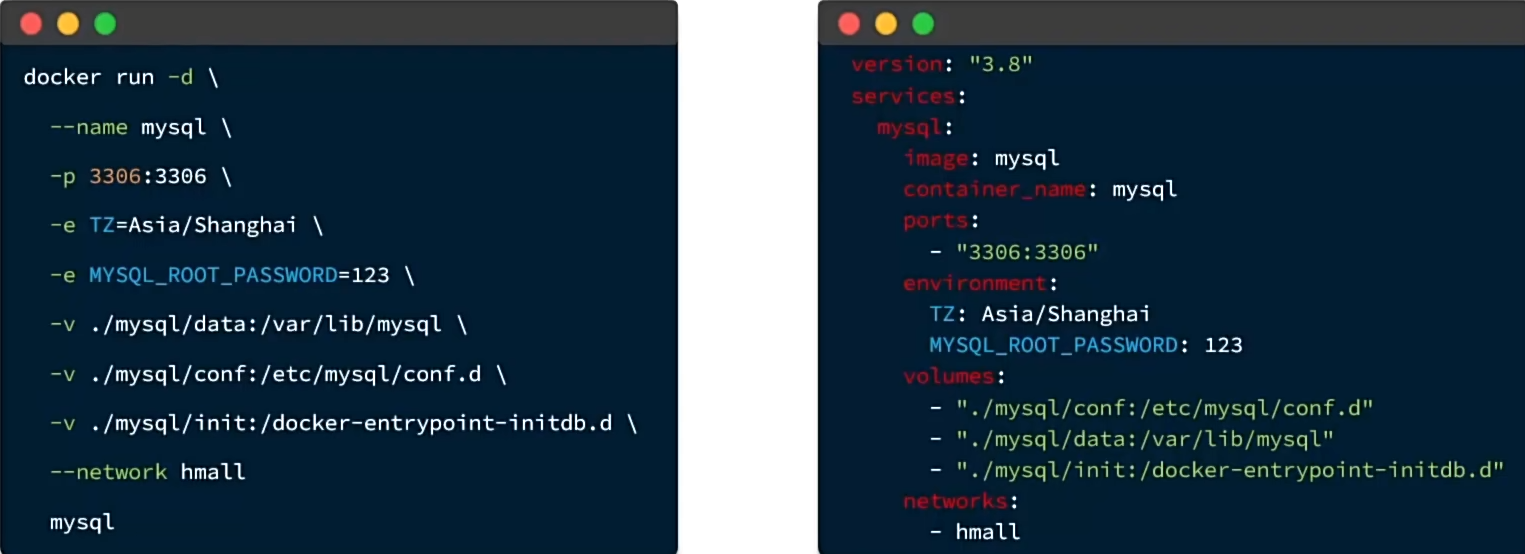 docker run -d \
--name mysql \
-p 3306:3306 \
-e TZ=Asia/Shanghai \
-e MYSQL_ROOT_PASSWORD=123 \
-v ./mysql/data:/var/lib/mysql \
-v ./mysql/conf:/etc/mysql/conf.d \
-v ./mysql/init:/docker-entrypoint-initdb.d \
--network hmall
mysql
version: "3.8"
services:
  mysql:
    image: mysql
    container_name: mysql
    ports:
      - "3306:3306"
    environment:
      TZ: Asia/Shanghai
      MYSQL_ROOT_PASSWORD: 123
    volumes:
      - "./mysql/conf:/etc/mysql/conf.d"
      - "./mysql/data:/var/lib/mysql"
      - "./mysql/init:/docker-entrypoint-initdb.d"
    networks:
      - hmall